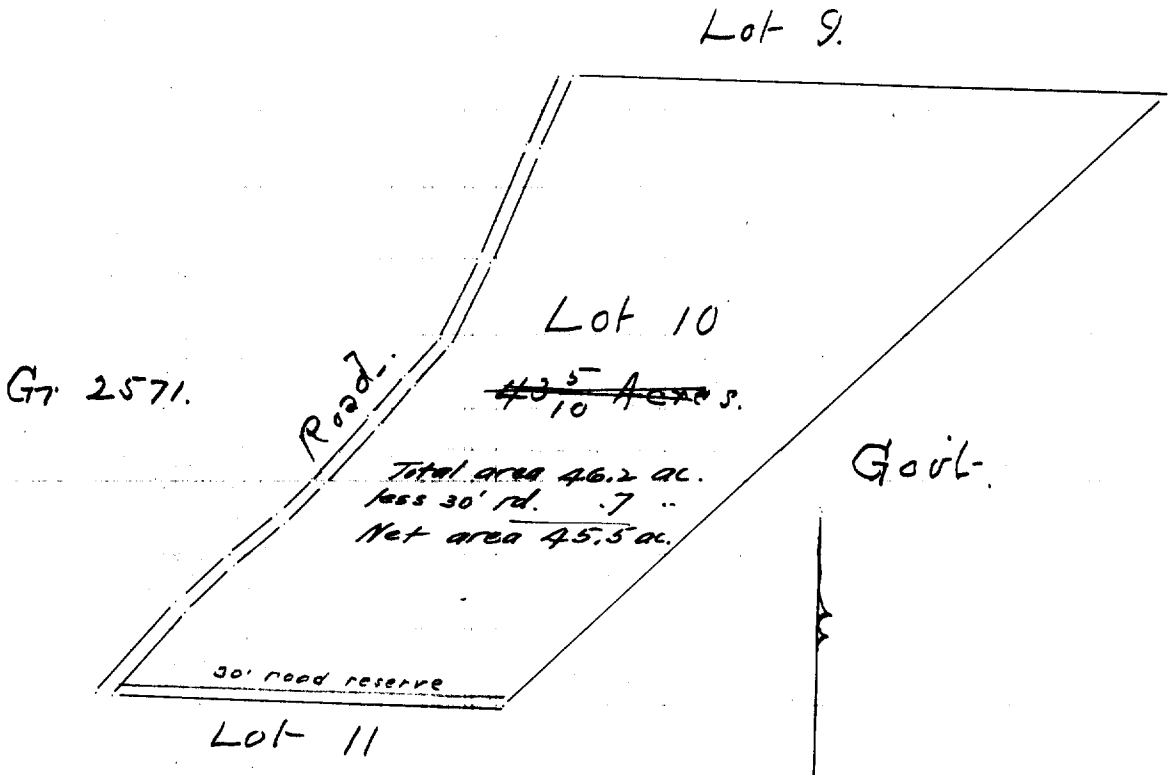 Lot 9.
Lot 10
Gr. 2571.
Road.
43 5/10 Acres.
Govt.
Total area 46.2 ac.
less 30' rd. .7 "
Net area 45.5 ac.
30' road reserve
Lot 11